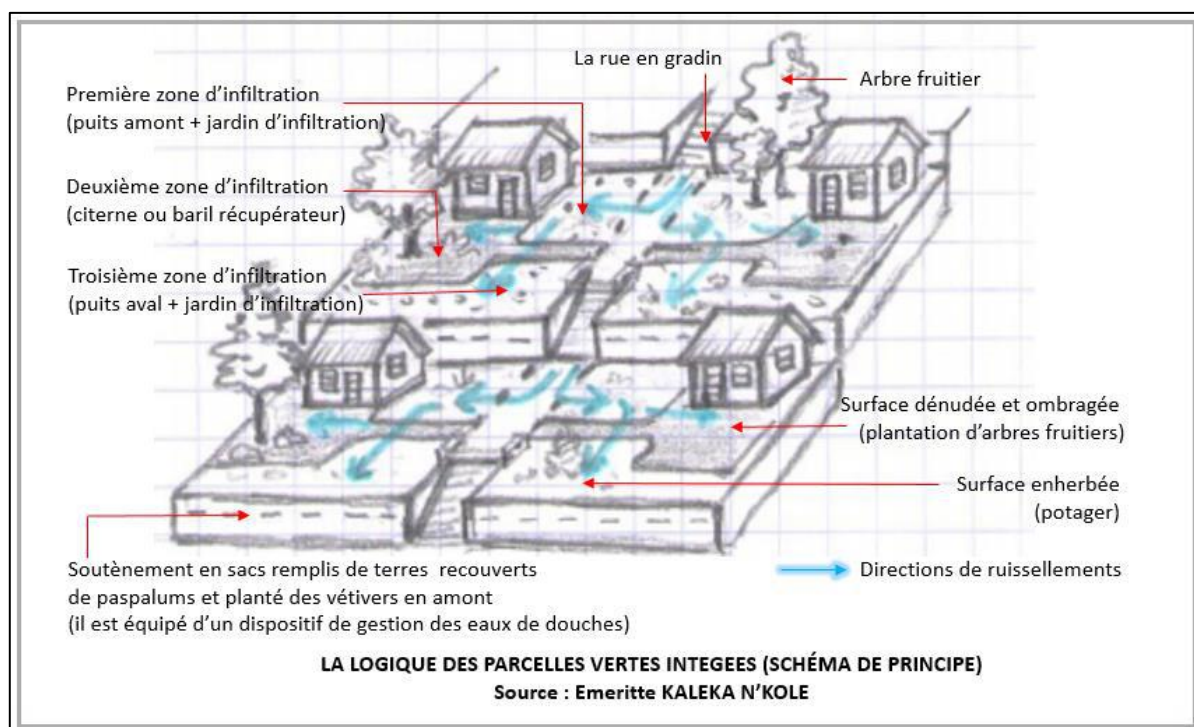 La rue en gradin
Arbre fruitier
Première zone d'infiltration
(puits amont + jardin d'infiltration)
Deuxième zone d'infiltration
(citerne ou baril récupérateur)
Troisième zone d'infiltration
(puits aval + jardin d'infiltration)
Surface dénudée et ombragée
(plantation d'arbres fruitiers)
Surface enherbée
(potager)
Soutènement en sacs remplis de terres recouverts
de paspalums et planté des vétivers en amont
(il est équipé d'un dispositif de gestion des eaux de douches)
Directions de ruissellements
LA LOGIQUE DES PARCELLES VERTES INTEGEES (SCHÉMA DE PRINCIPE)
Source : Emeritte KALEKA N'KOLE